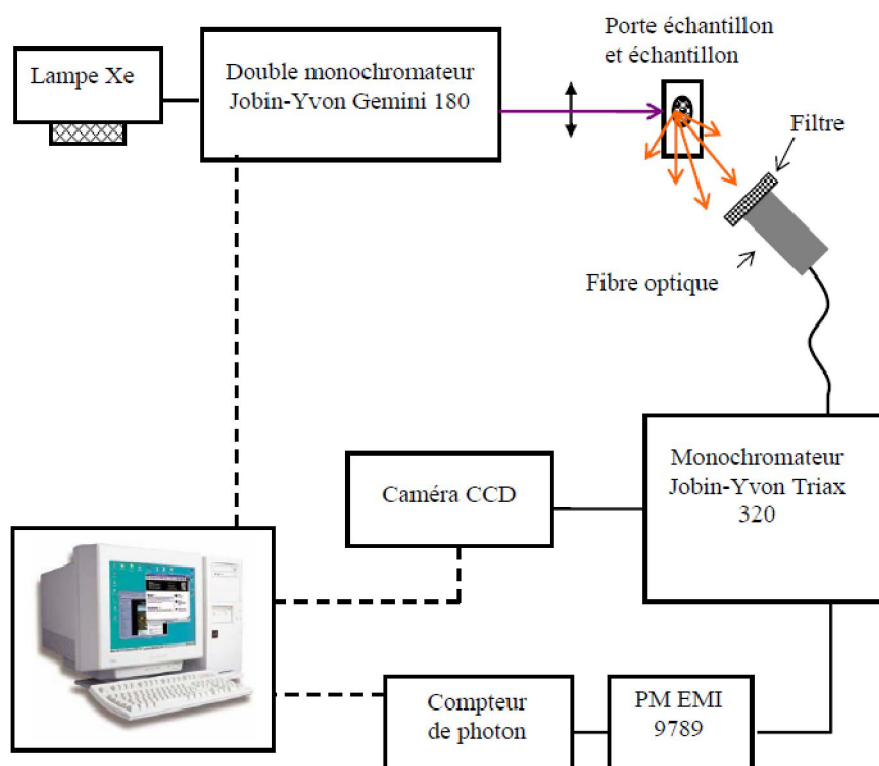 Porte échantillon
et échantillon
Lampe Xe
Double monochromateur
Jobin-Yvon Gemini 180
Filtre
Fibre optique
Monochromateur
Jobin-Yvon Triax
320
Caméra CCD
Compteur
de photon
PM EMI
9789